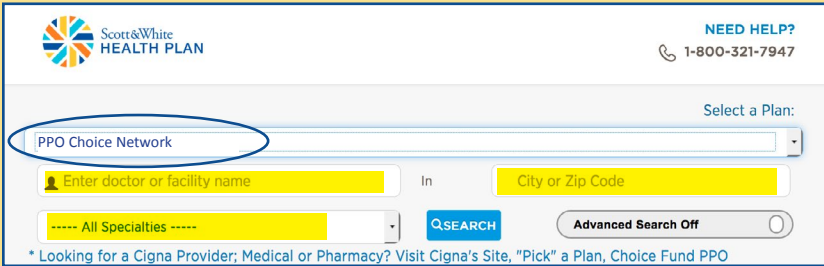 Scott&White
HEALTH PLAN
NEED HELP?
1-800-321-7947
Select a Plan:
PPO Choice Network
Enter doctor or facility name
In
City or Zip Code
----- All Specialties -----
SEARCH
Advanced Search Off
* Looking for a Cigna Provider; Medical or Pharmacy? Visit Cigna's Site, "Pick" a Plan, Choice Fund PPO